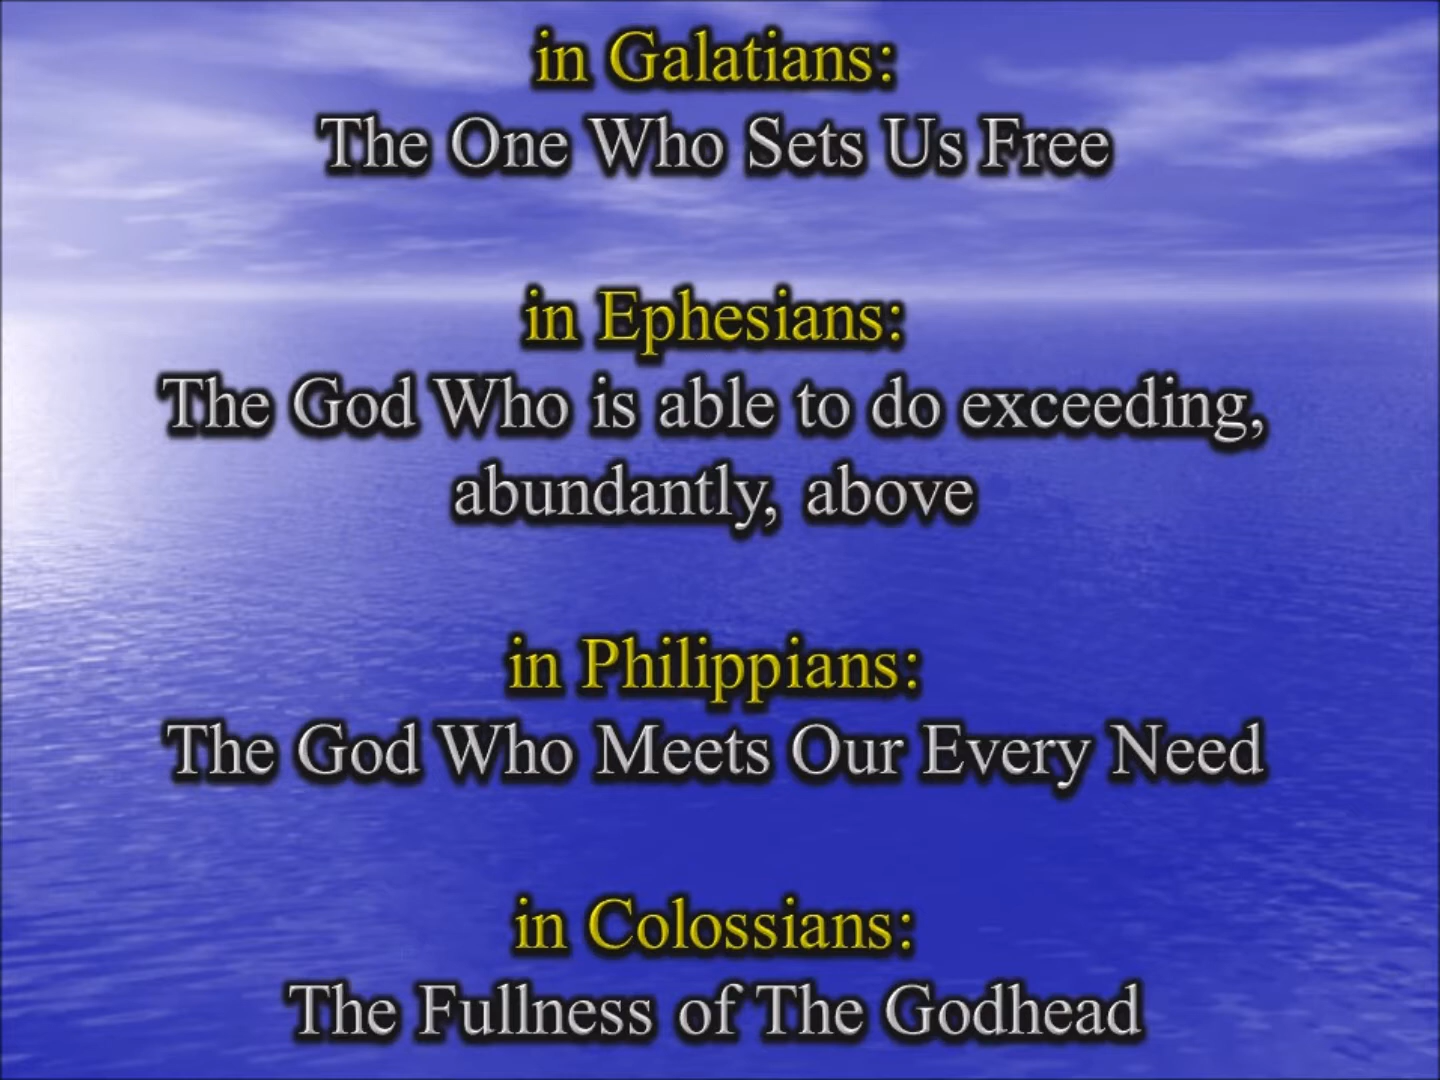 in Galatians:
The One Who Sets Us Free
in Ephesians:
The God Who is able to do exceeding,
abundantly, above
in Philippians:
The God Who Meets Our Every Need
in Colossians:
The Fullness of The Godhead